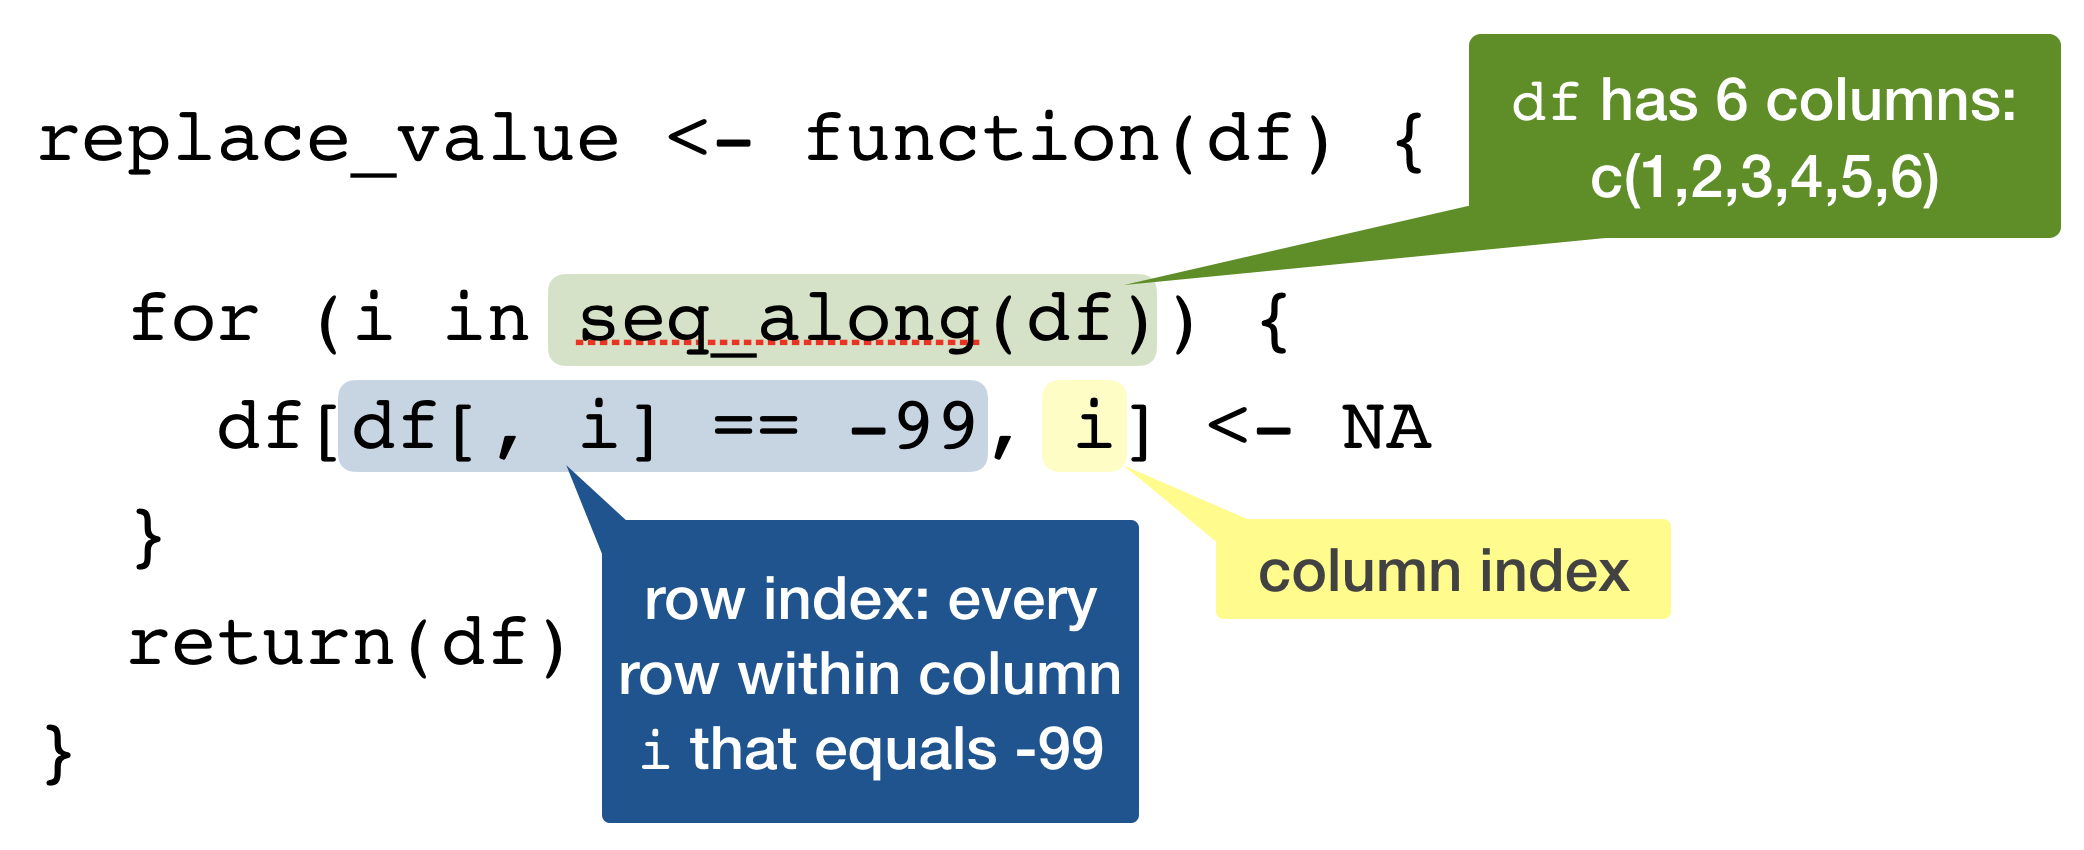 replace_value <- function(df) {
df has 6 columns:
c(1,2,3,4,5,6)
for (i in seq_along(df)) {
df[df[, i] == -99, i] <- NA
}
return(df)
}
row index: every
row within column
i that equals -99
column index